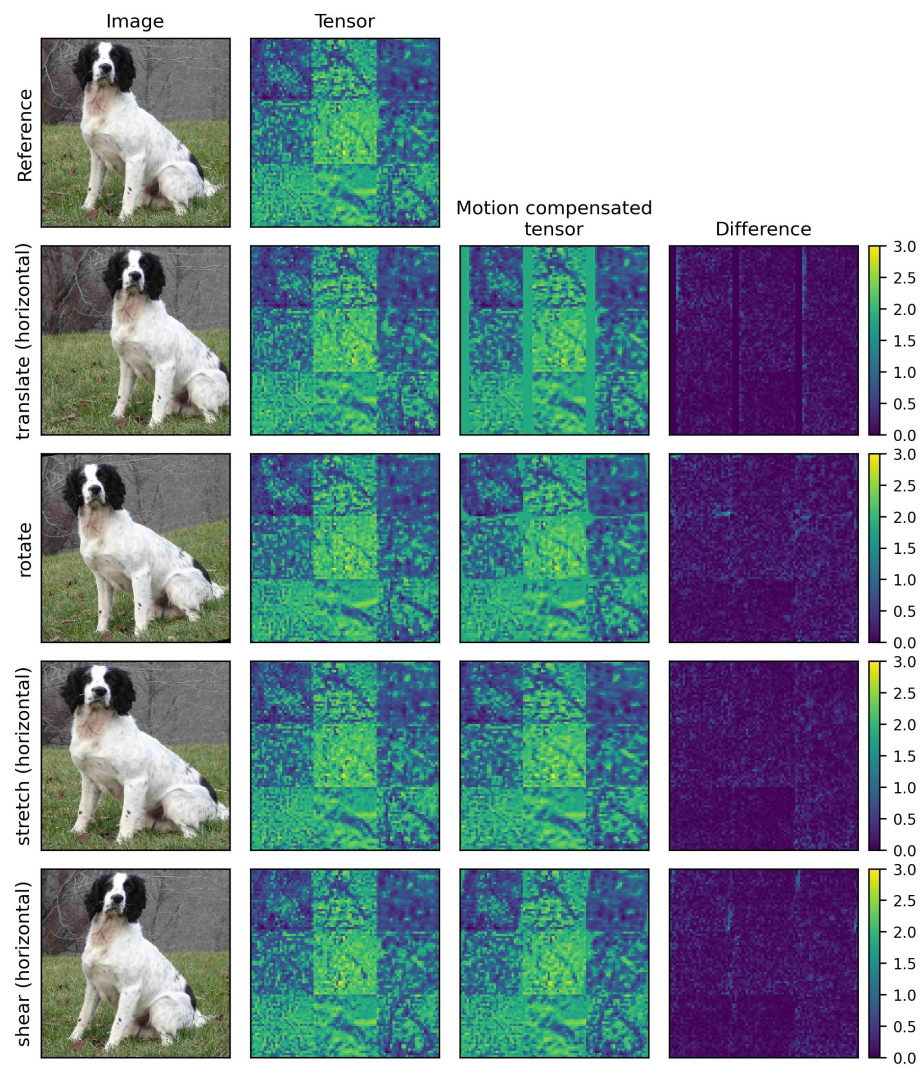 Image
Tensor
Reference
Motion compensated
tensor
Difference
translate (horizontal)
3.0
2.5
2.0
1.5
1.0
0.5
0.0
rotate
3.0
2.5
2.0
1.5
1.0
0.5
0.0
stretch (horizontal)
3.0
2.5
2.0
1.5
1.0
0.5
0.0
shear (horizontal)
3.0
2.5
2.0
1.5
1.0
0.5
0.0